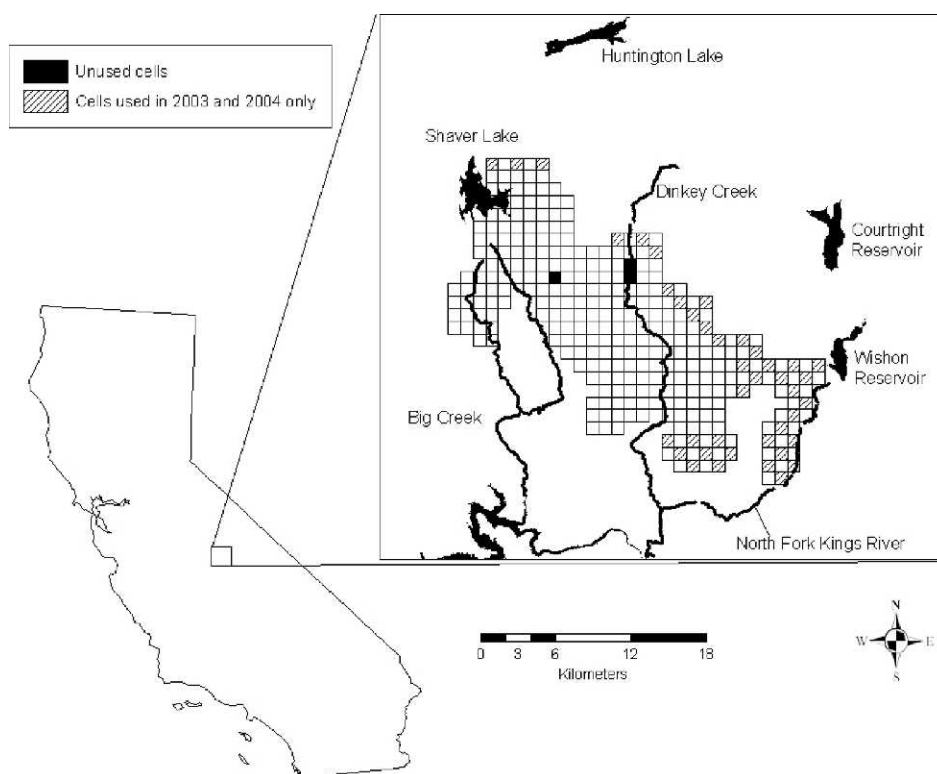 Unused cells
Cells used in 2003 and 2004 only
Huntington Lake
Shaver Lake
Dinkey Creek
Courtright
Reservoir
Wishon
Reservoir
Big Creek
North Fork Kings River
0 3 6 12 18
Kilometers
N
W E
S